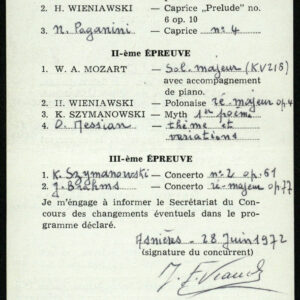 2. H. WIENIAWSKI — Caprice „Prelude" no.
6 op. 10
3. N. Paganini — Caprice n: 4
II-ème ÉPREUVE
1. W. A. MOZART — Sol majeur (KV216)
avec accompagnement
de piano.
2. H. WIENIAWSKI — Polonaise ré majeur op 4
3. K. SZYMANOWSKI — Myth 1er poème
4. O. Messian — thème et
variations
III-ème ÉPREUVE
1. K. Szymanowski — Concerto n: 2 op. 61
2. J. Brahms — Concerto ré majeur op 77
Je m'engage à informer le Secrétariat du Con-
cours des changements éventuels dans le pro-
gramme déclaré.
Asnières - 28 Juin 1972
(signature du concurrent)